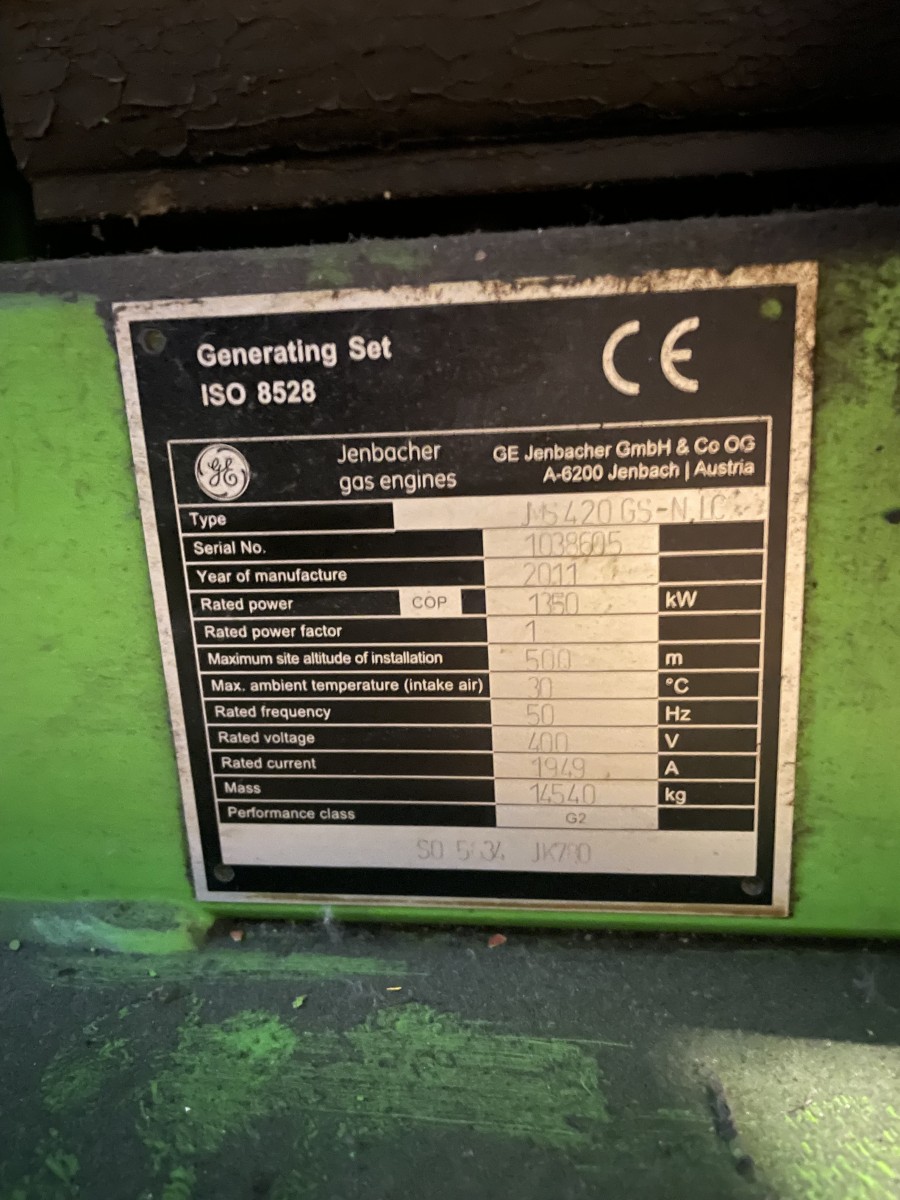 Generating Set
ISO 8528
CE
GE
Jenbacher
gas engines
GE Jenbacher GmbH & Co OG
A-6200 Jenbach | Austria
Type
Serial No. 1038605
Year of manufacture 2011
Rated power COP 1350 kW
Rated power factor 1
Maximum site altitude of installation 500 m
Max. ambient temperature (intake air) 30 °C
Rated frequency 50 Hz
Rated voltage 400 V
Rated current 1949 A
Mass 14540 kg
Performance class G2